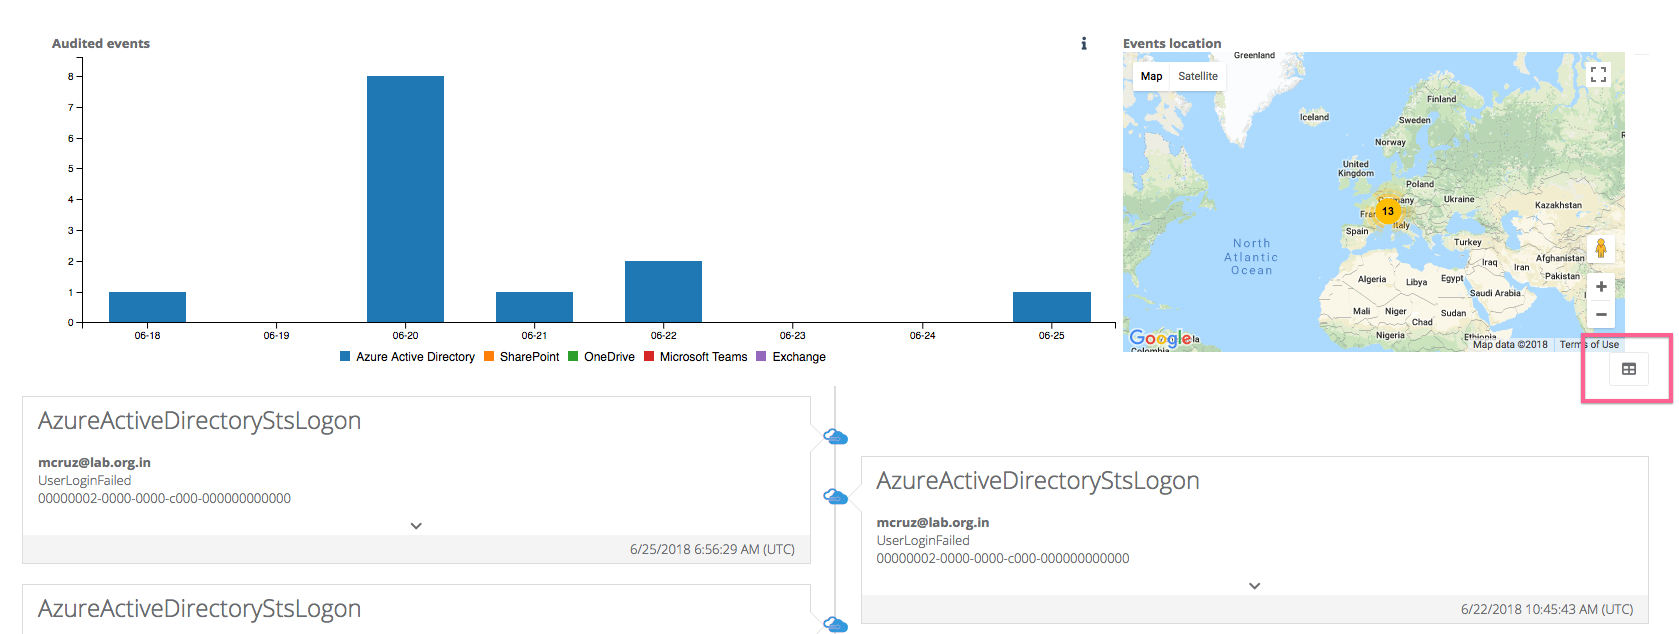 Audited events
8
7
6
5
4
3
2
1
0
06-18
06-19
06-20
06-21
06-22
06-23
06-24
06-25
Azure Active Directory
SharePoint
OneDrive
Microsoft Teams
Exchange
Events location
Map
Satellite
Greenland
Iceland
Finland
Sweden
Norway
United
Kingdom
Poland
Ukraine
Kazakhstan
13
Italy
Spain
Turkey
North
Atlantic
Ocean
Iraq
Iran
Afghanistan
Pakistan
Algeria
Libya
Egypt
Saudi Arabia
Mali
Niger
Chad
Sudan
Nigeria
Ethiopia
Google
Colombia
Map data ©2018
Terms of Use
AzureActiveDirectoryStsLogon
mcruz@lab.org.in
UserLoginFailed
00000002-0000-0000-c000-000000000000
6/25/2018 6:56:29 AM (UTC)
AzureActiveDirectoryStsLogon
mcruz@lab.org.in
UserLoginFailed
00000002-0000-0000-c000-000000000000
6/22/2018 10:45:43 AM (UTC)
AzureActiveDirectoryStsLogon